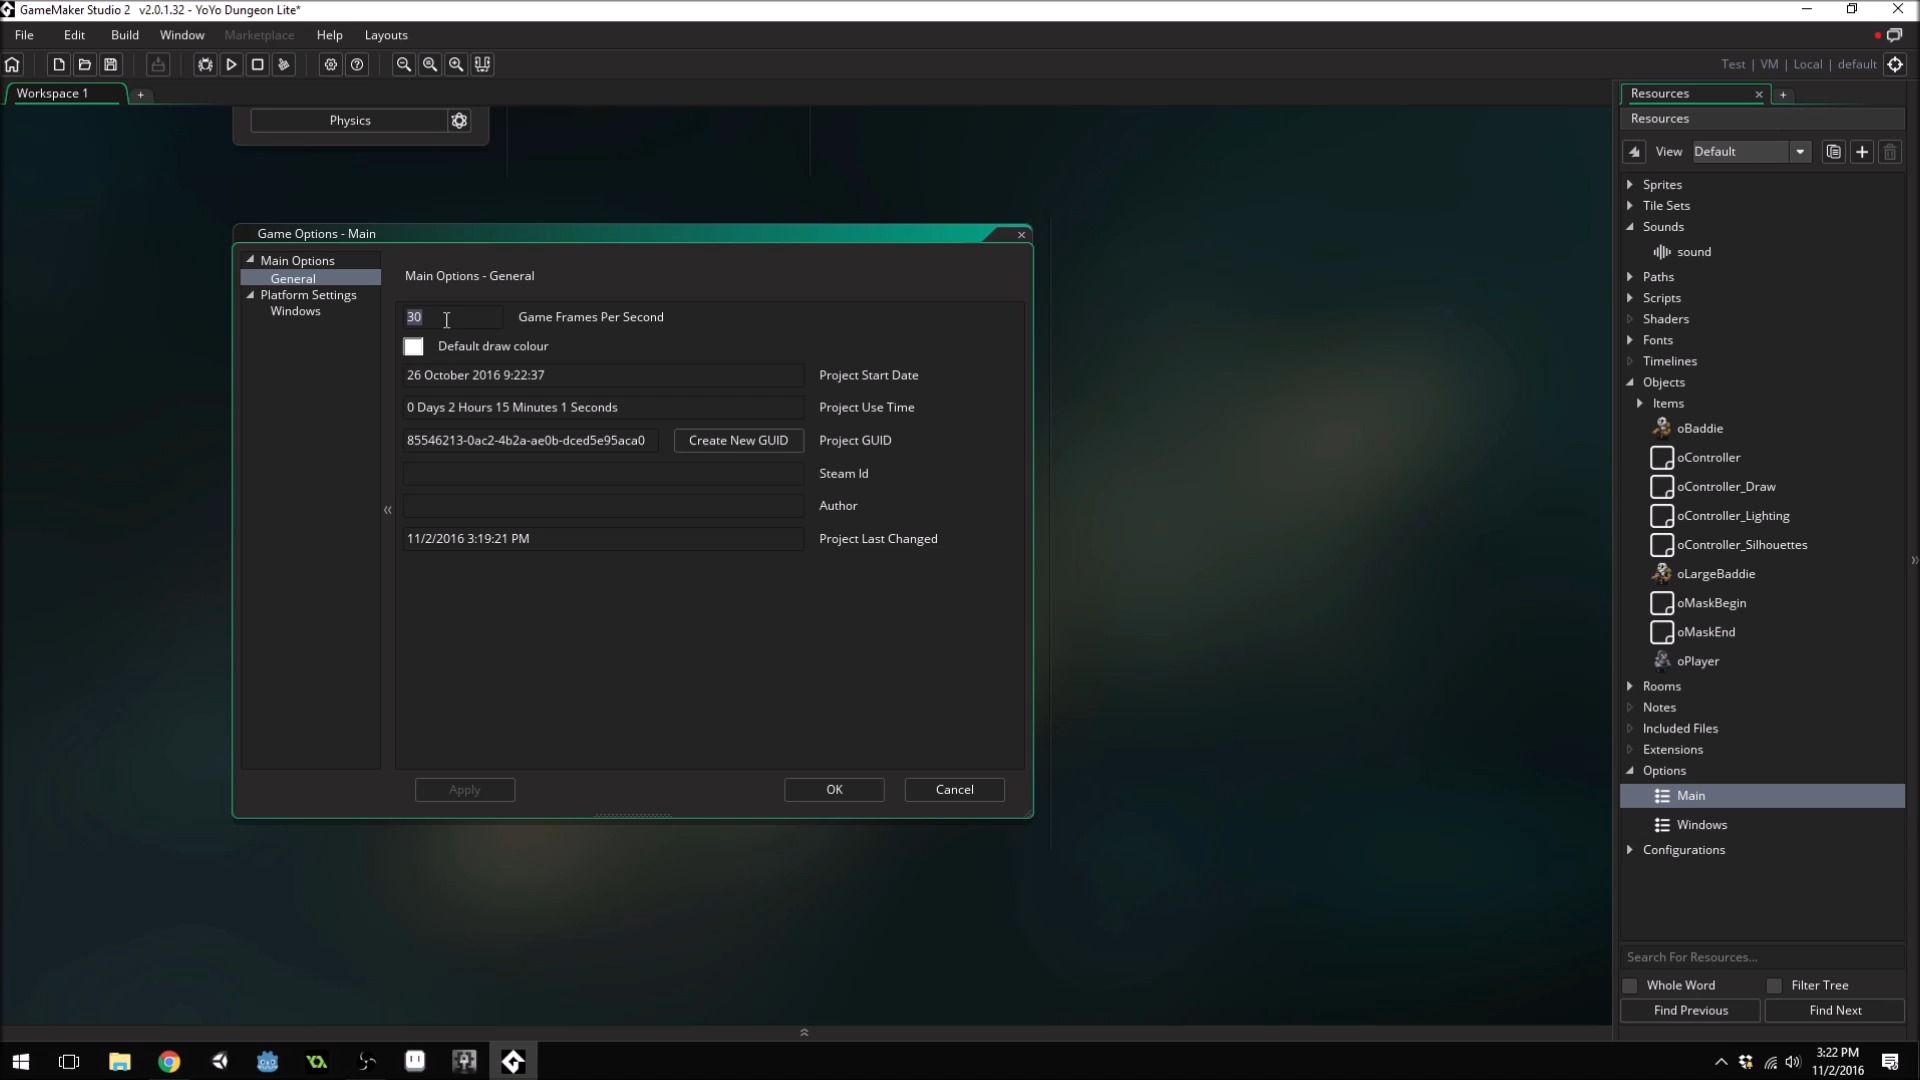 GameMaker Studio 2 v2.0.1.32 - YoYo Dungeon Lite*
File Edit Build Window Marketplace Help Layouts
Test | VM | Local | default
Workspace 1
Physics
Game Options - Main
Main Options
General
Platform Settings
Windows
Main Options - General
30 Game Frames Per Second
Default draw colour
26 October 2016 9:22:37 Project Start Date
0 Days 2 Hours 15 Minutes 1 Seconds Project Use Time
85546213-0ac2-4b2a-ae0b-dced5e95aca0 Create New GUID Project GUID
Steam Id
Author
11/2/2016 3:19:21 PM Project Last Changed
Apply OK Cancel
Resources
Resources
View Default
Sprites
Tile Sets
Sounds
sound
Paths
Scripts
Shaders
Fonts
Timelines
Objects
Items
oBaddie
oController
oController_Draw
oController_Lighting
oController_Silhouettes
oLargeBaddie
oMaskBegin
oMaskEnd
oPlayer
Rooms
Notes
Included Files
Extensions
Options
Main
Windows
Configurations
Search For Resources...
Whole Word Filter Tree
Find Previous Find Next
3:22 PM
11/2/2016